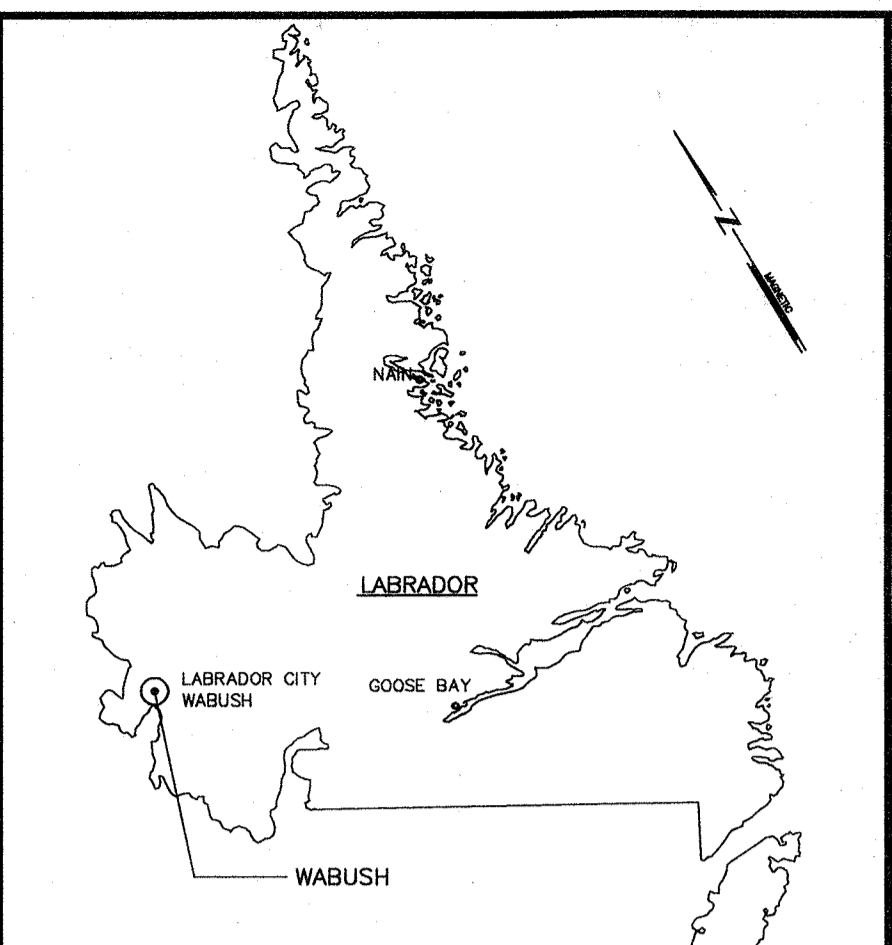 N
MAGNETIC
NAIN
LABRADOR
LABRADOR CITY
WABUSH
GOOSE BAY
WABUSH